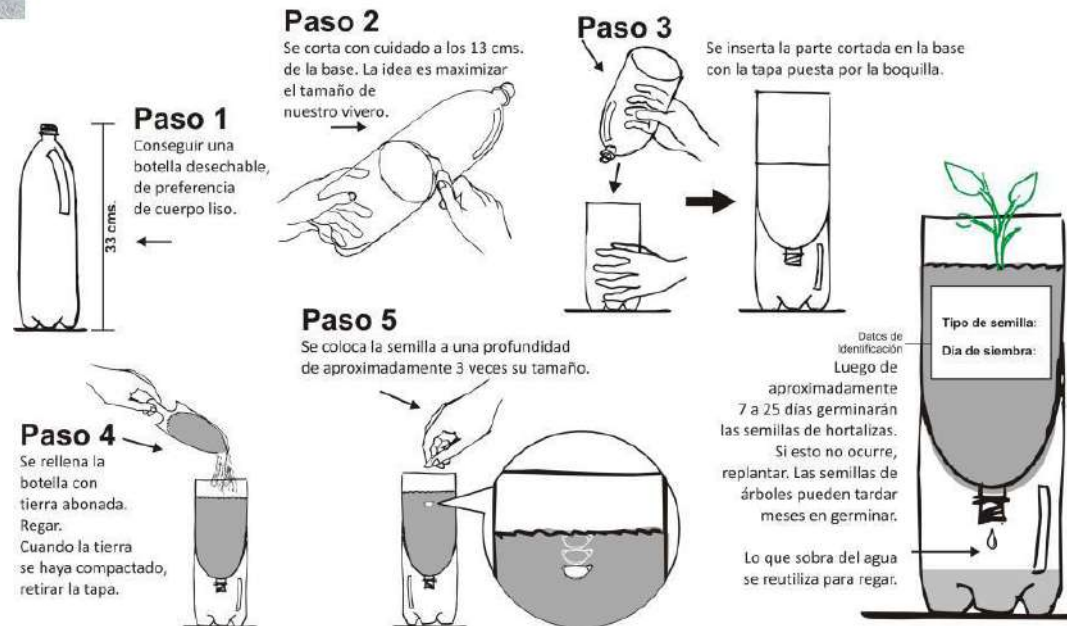 Paso 1
Conseguir una
botella desechable,
de preferencia
de cuerpo liso.
33 cms.
Paso 2
Se corta con cuidado a los 13 cms.
de la base. La idea es maximizar
el tamaño de
nuestro vivero.
Paso 3
Se inserta la parte cortada en la base
con la tapa puesta por la boquilla.
Paso 4
Se rellena la
botella con
tierra abonada.
Regar.
Cuando la tierra
se haya compactado,
retirar la tapa.
Paso 5
Se coloca la semilla a una profundidad
de aproximadamente 3 veces su tamaño.
Datos de
Identificación
Tipo de semilla:
Dia de siembra:
Luego de
aproximadamente
7 a 25 días germinarán
las semillas de hortalizas.
Si esto no ocurre,
replantar. Las semillas de
árboles pueden tardar
meses en germinar.
Lo que sobra del agua
se reutiliza para regar.